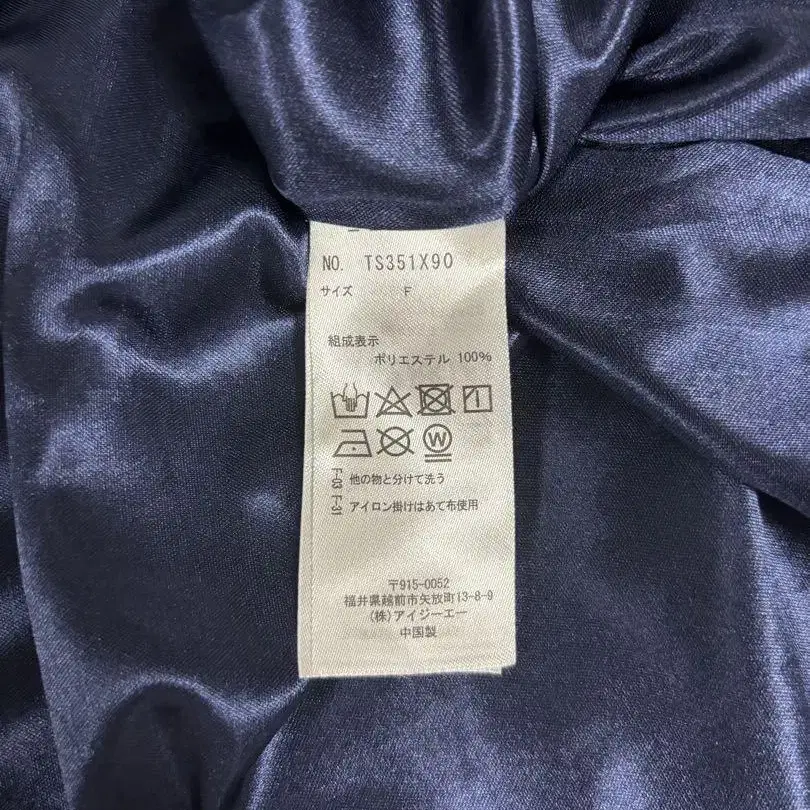 NO. TS351X90
サイズ F
組成表示
ポリエステル 100%
W
F-03 他の物と分けて洗う
F-31 アイロン掛けはあて布使用
〒915-0052
福井県越前市矢放町13-8-9
(株)アイジーエー
中国製